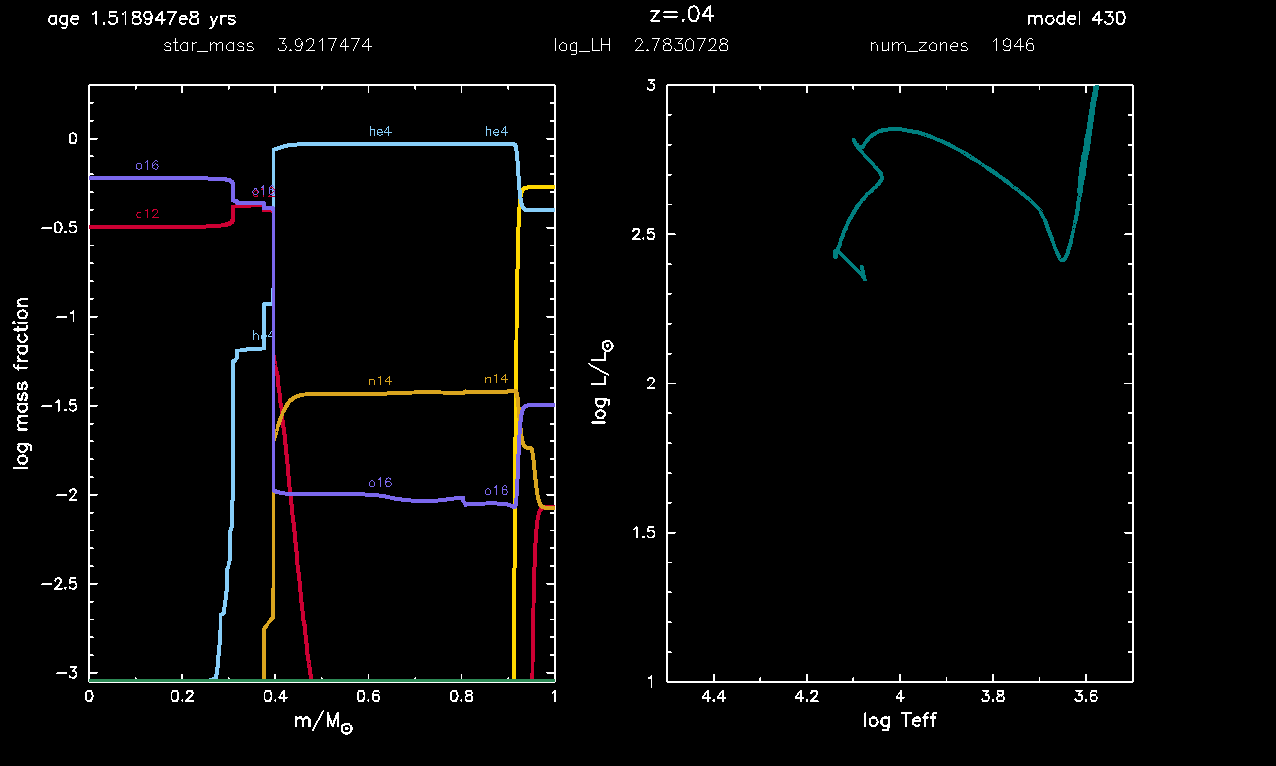 age 1.518947e8 yrs
z=.04
model 430
star_mass 3.9217474
log_LH 2.7830728
num_zones 1946
log mass fraction
0
−0.5
−1
−1.5
−2
−2.5
−3
o16
c12
o16
he4
he4
he4
n14
n14
o16
o16
0 0.2 0.4 0.6 0.8 1
m/M⊙
log L/L⊙
3
2.5
2
1.5
1
4.4 4.2 4 3.8 3.6
log Teff